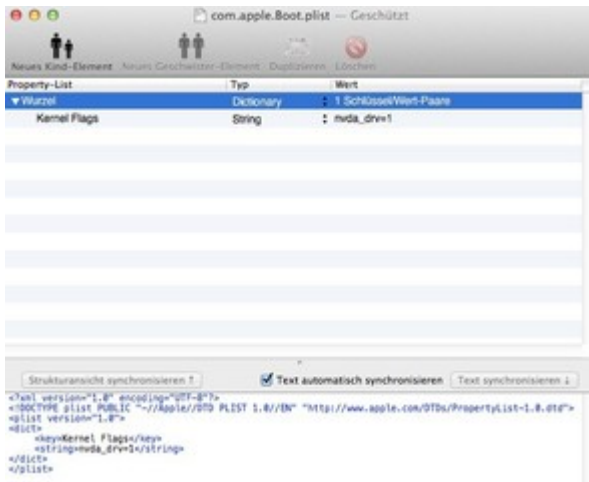 com.apple.Boot.plist — Geschützt
Neues Kind-Element Neues Geschwister-Element Duplizieren Löschen
Property-List Typ Wert
Wurzel Dictionary 1 Schlüssel/Wert-Paare
Kernel Flags String nvda_drv=1
Strukturansicht synchronisieren ↑ Text automatisch synchronisieren Text synchronisieren ↓
<?xml version="1.0" encoding="UTF-8"?>
<!DOCTYPE plist PUBLIC "-//Apple//DTD PLIST 1.0//EN" "http://www.apple.com/DTDs/PropertyList-1.0.dtd">
<plist version="1.0">
<dict>
<key>Kernel Flags</key>
<string>nvda_drv=1</string>
</dict>
</plist>